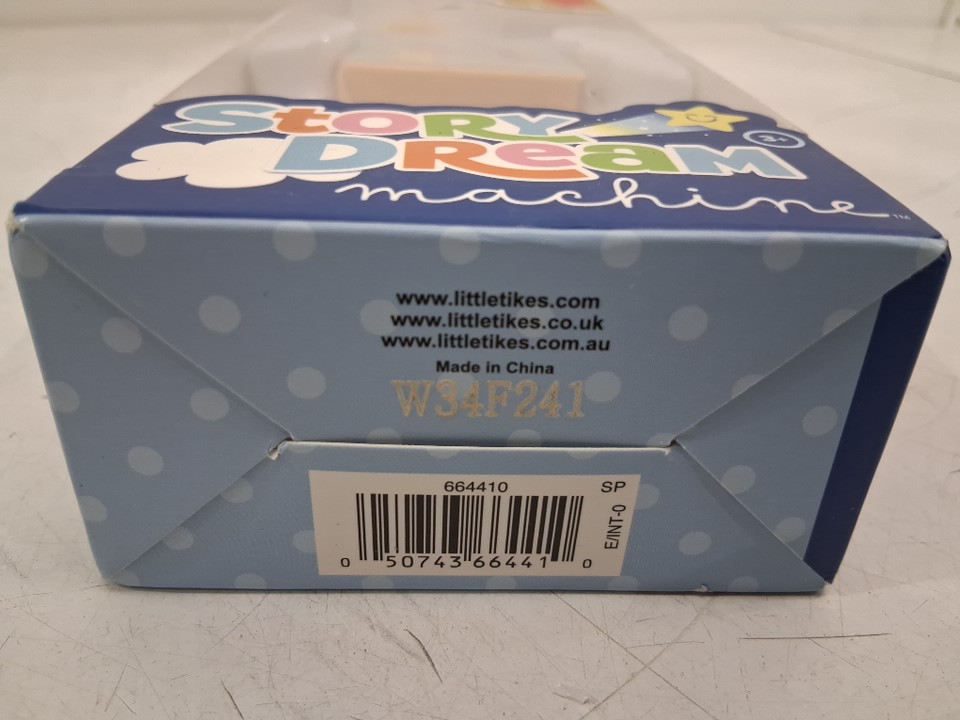 STORY
3+
DReam
machine™
www.littletikes.com
www.littletikes.co.uk
www.littletikes.com.au
Made in China
W34F241
664410 SP
E/INT-0
0 50743 66441 0